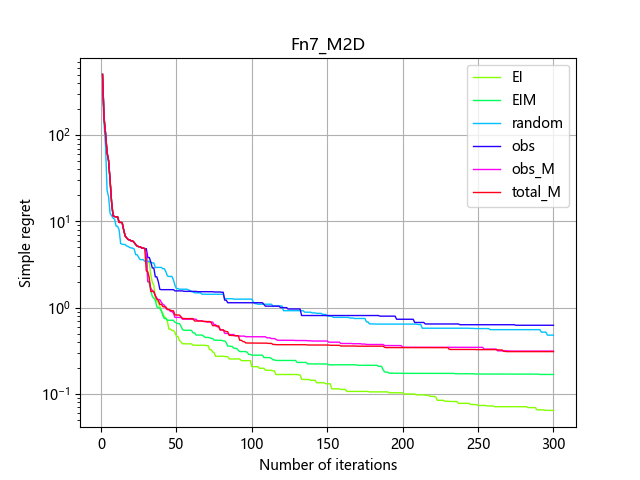 Fn7_M2D
EI
EIM
random
obs
obs_M
total_M
Simple regret
10²
10¹
10⁰
10⁻¹
0 50 100 150 200 250 300
Number of iterations